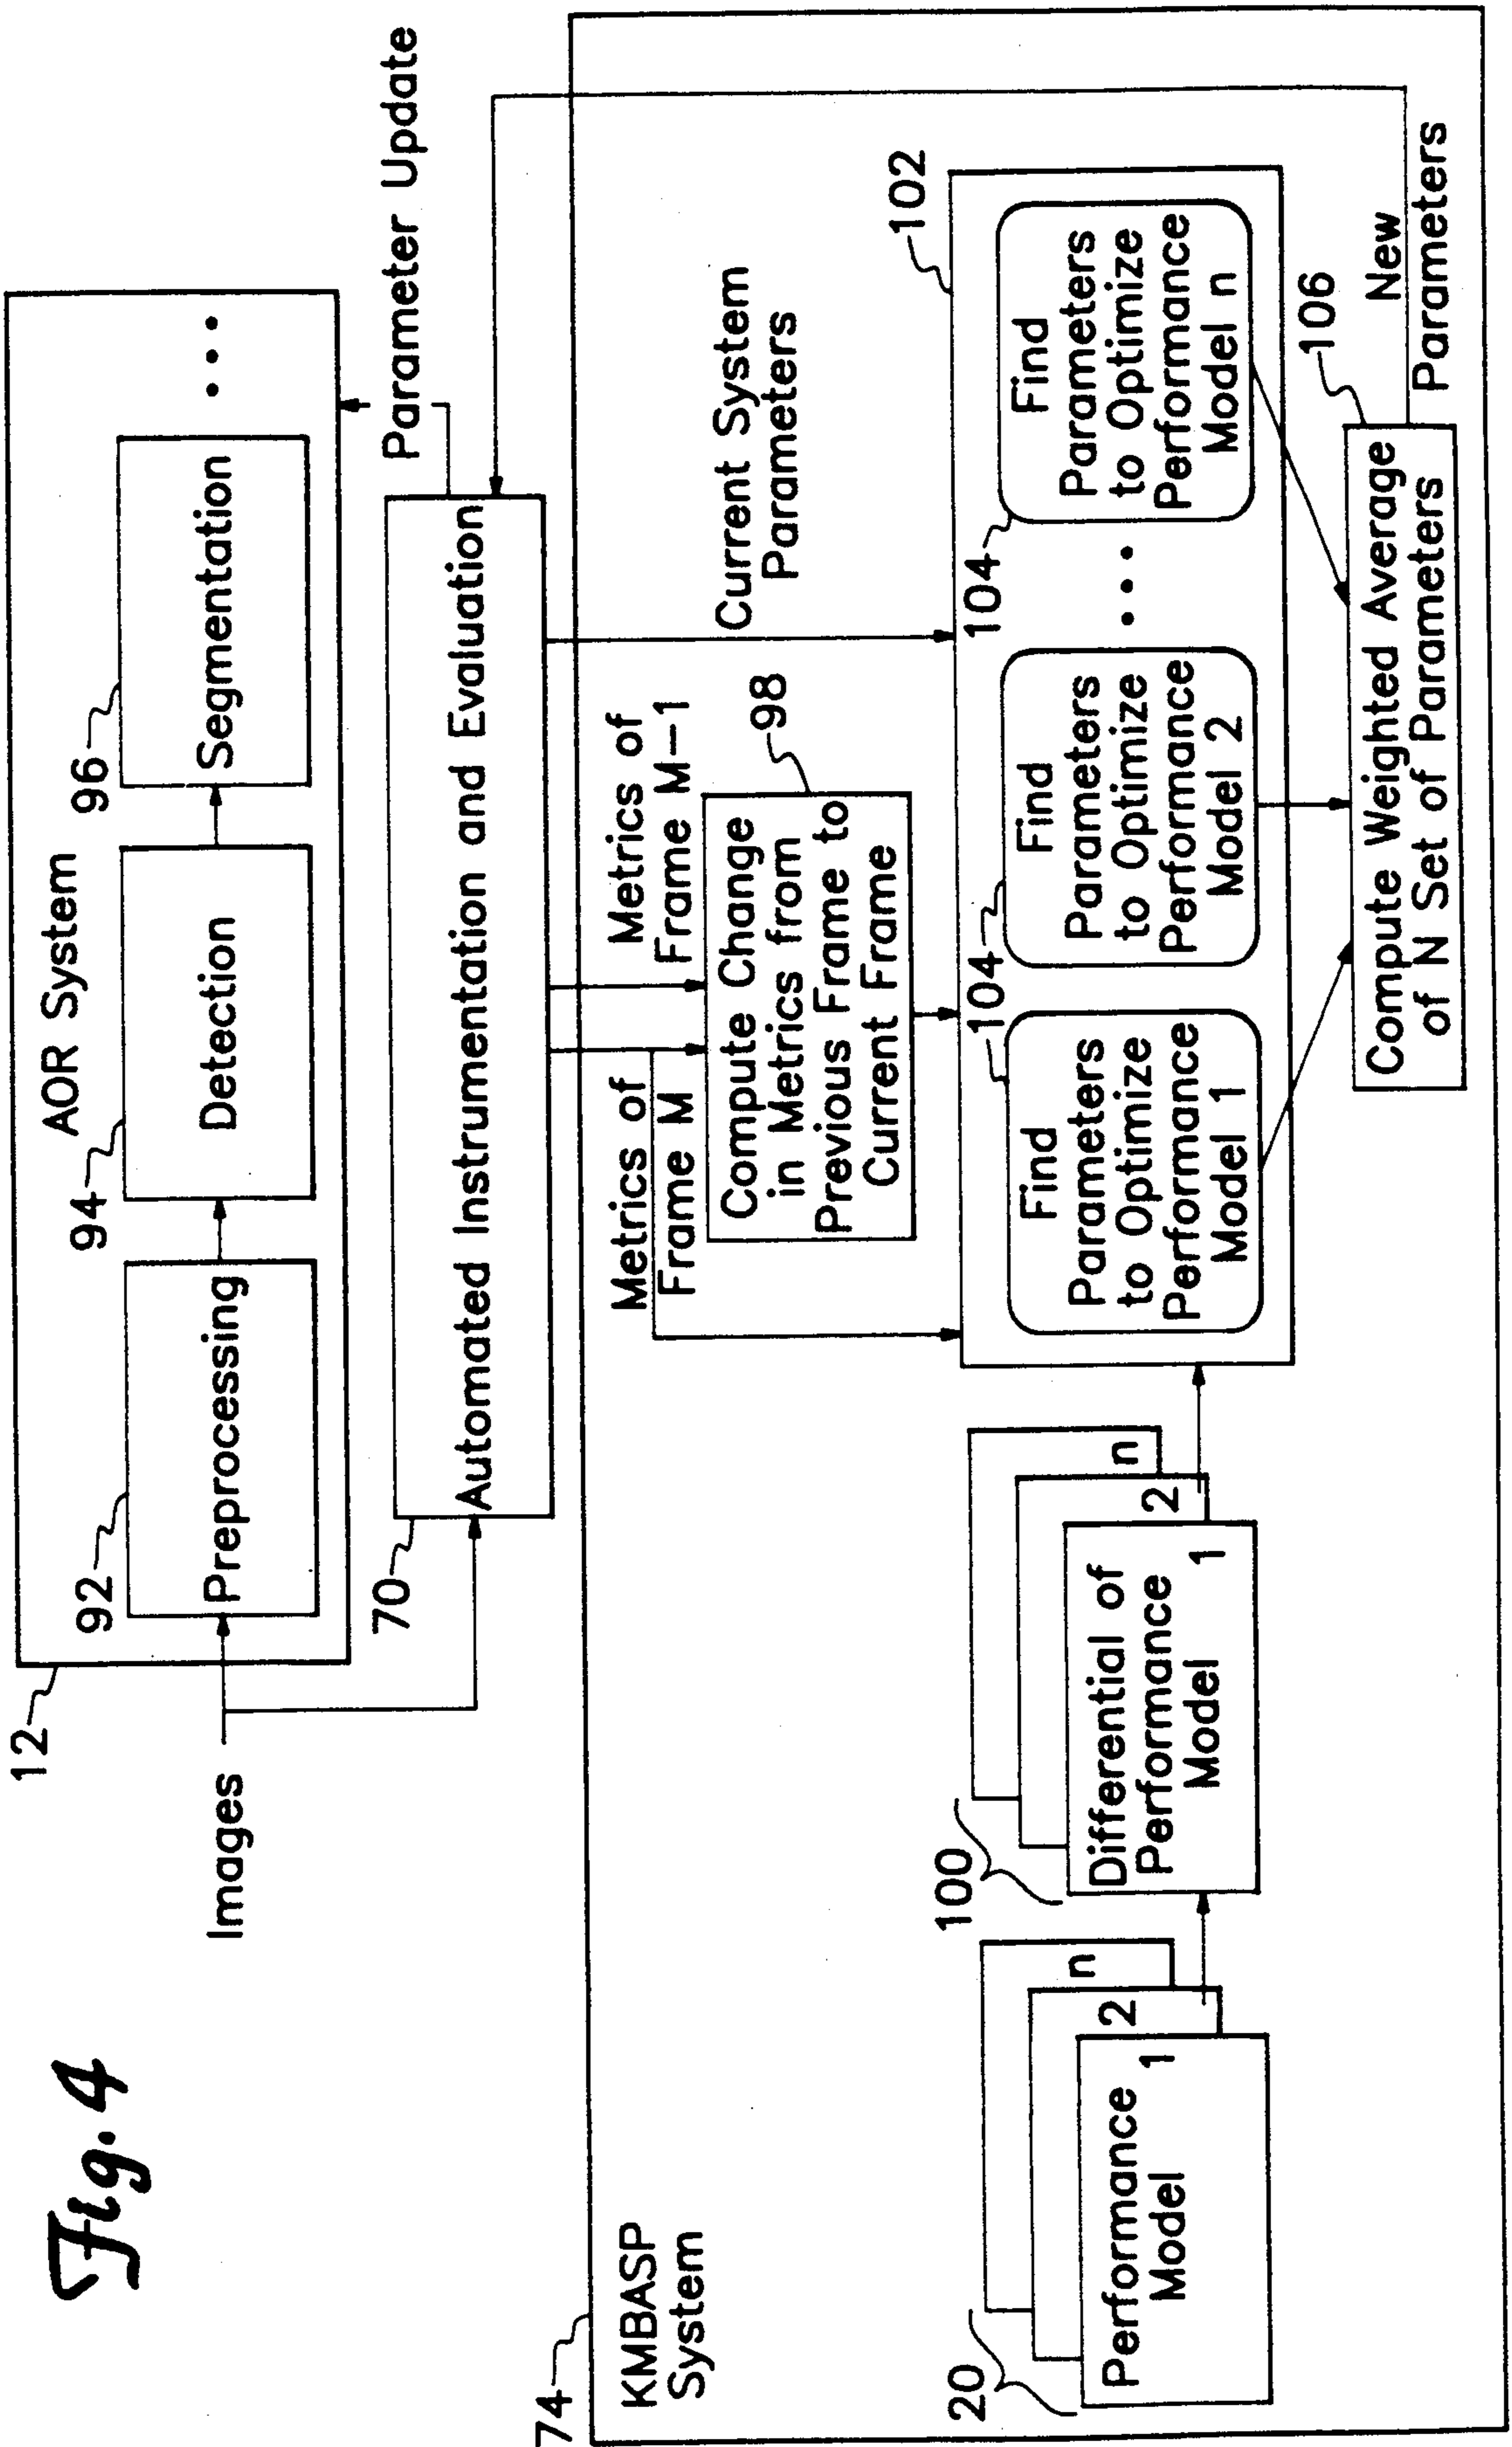 Fig. 4
12
AOR System
92
Preprocessing
94
Detection
96
Segmentation
• • •
Images
Parameter Update
70
Automated Instrumentation and Evaluation
74
KMBASP
System
Metrics of
Frame M
Metrics of
Frame M-1
Current System
Parameters
98
Compute Change
in Metrics from
Previous Frame to
Current Frame
20
Performance
Model
1
2
n
100
Differential of
Performance
Model
1
2
n
102
104
Find
Parameters
to Optimize
Performance
Model 1
104
Find
Parameters
to Optimize
Performance
Model 2
• • •
104
Find
Parameters
to Optimize
Performance
Model n
106
Compute Weighted Average
of N Set of Parameters
New
Parameters